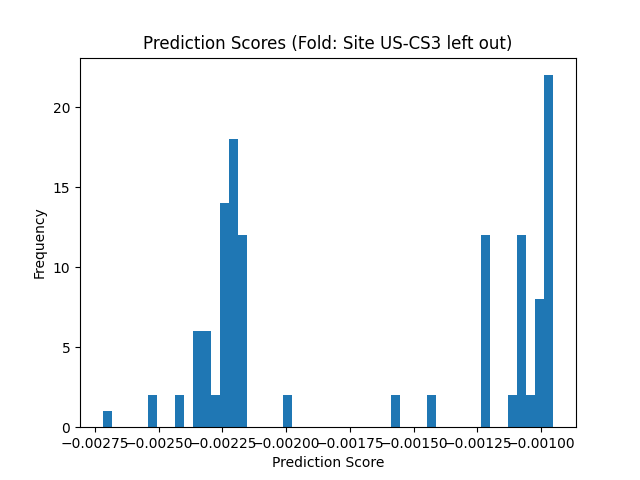 Prediction Scores (Fold: Site US-CS3 left out)
Frequency
20
15
10
5
0
−0.00275 −0.00250 −0.00225 −0.00200 −0.00175 −0.00150 −0.00125 −0.00100
Prediction Score